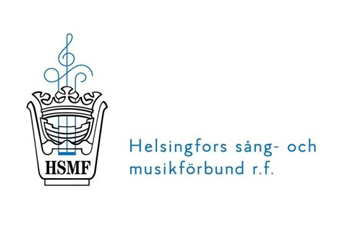 HSMF
Helsingfors sång- och
musikförbund r.f.